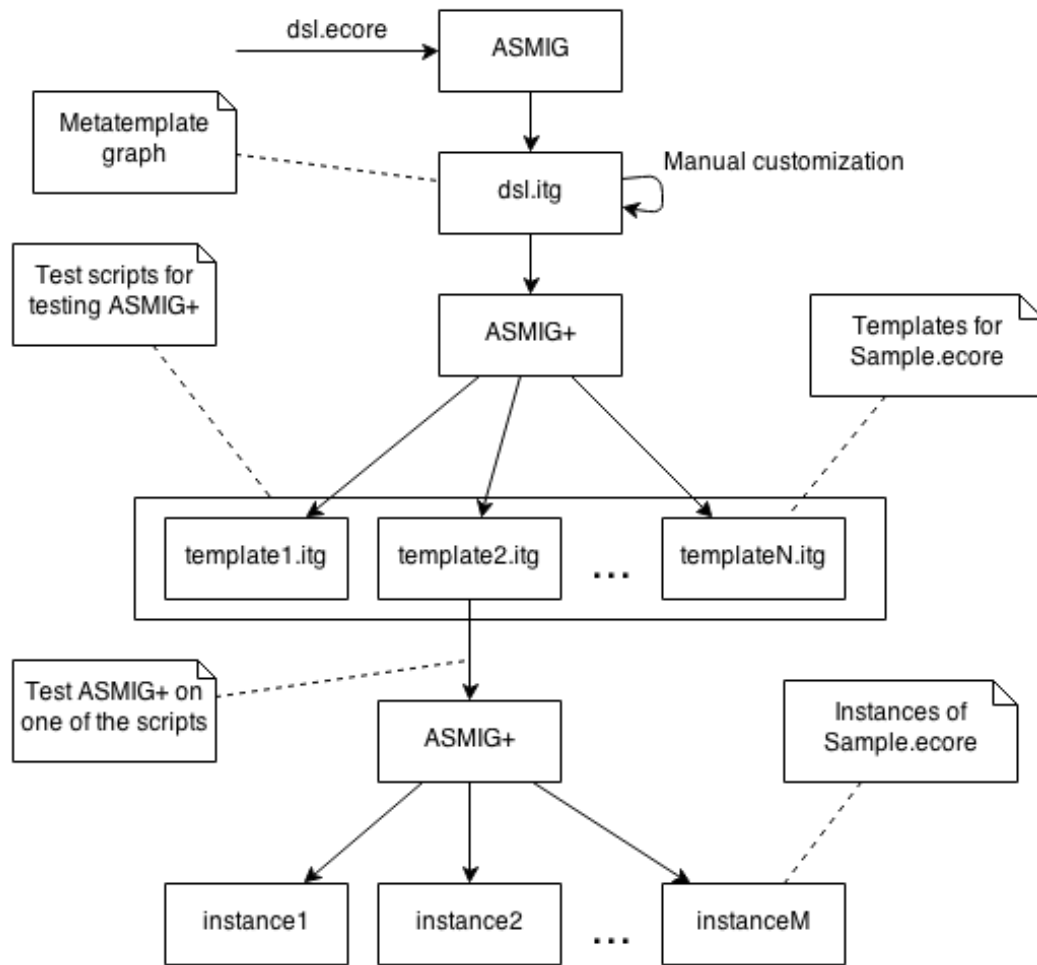 dsl.ecore
ASMIG
Metatemplate
graph
Manual customization
dsl.itg
Test scripts for
testing ASMIG+
ASMIG+
Templates for
Sample.ecore
template1.itg
template2.itg
...
templateN.itg
Test ASMIG+ on
one of the scripts
ASMIG+
Instances of
Sample.ecore
instance1
instance2
...
instanceM